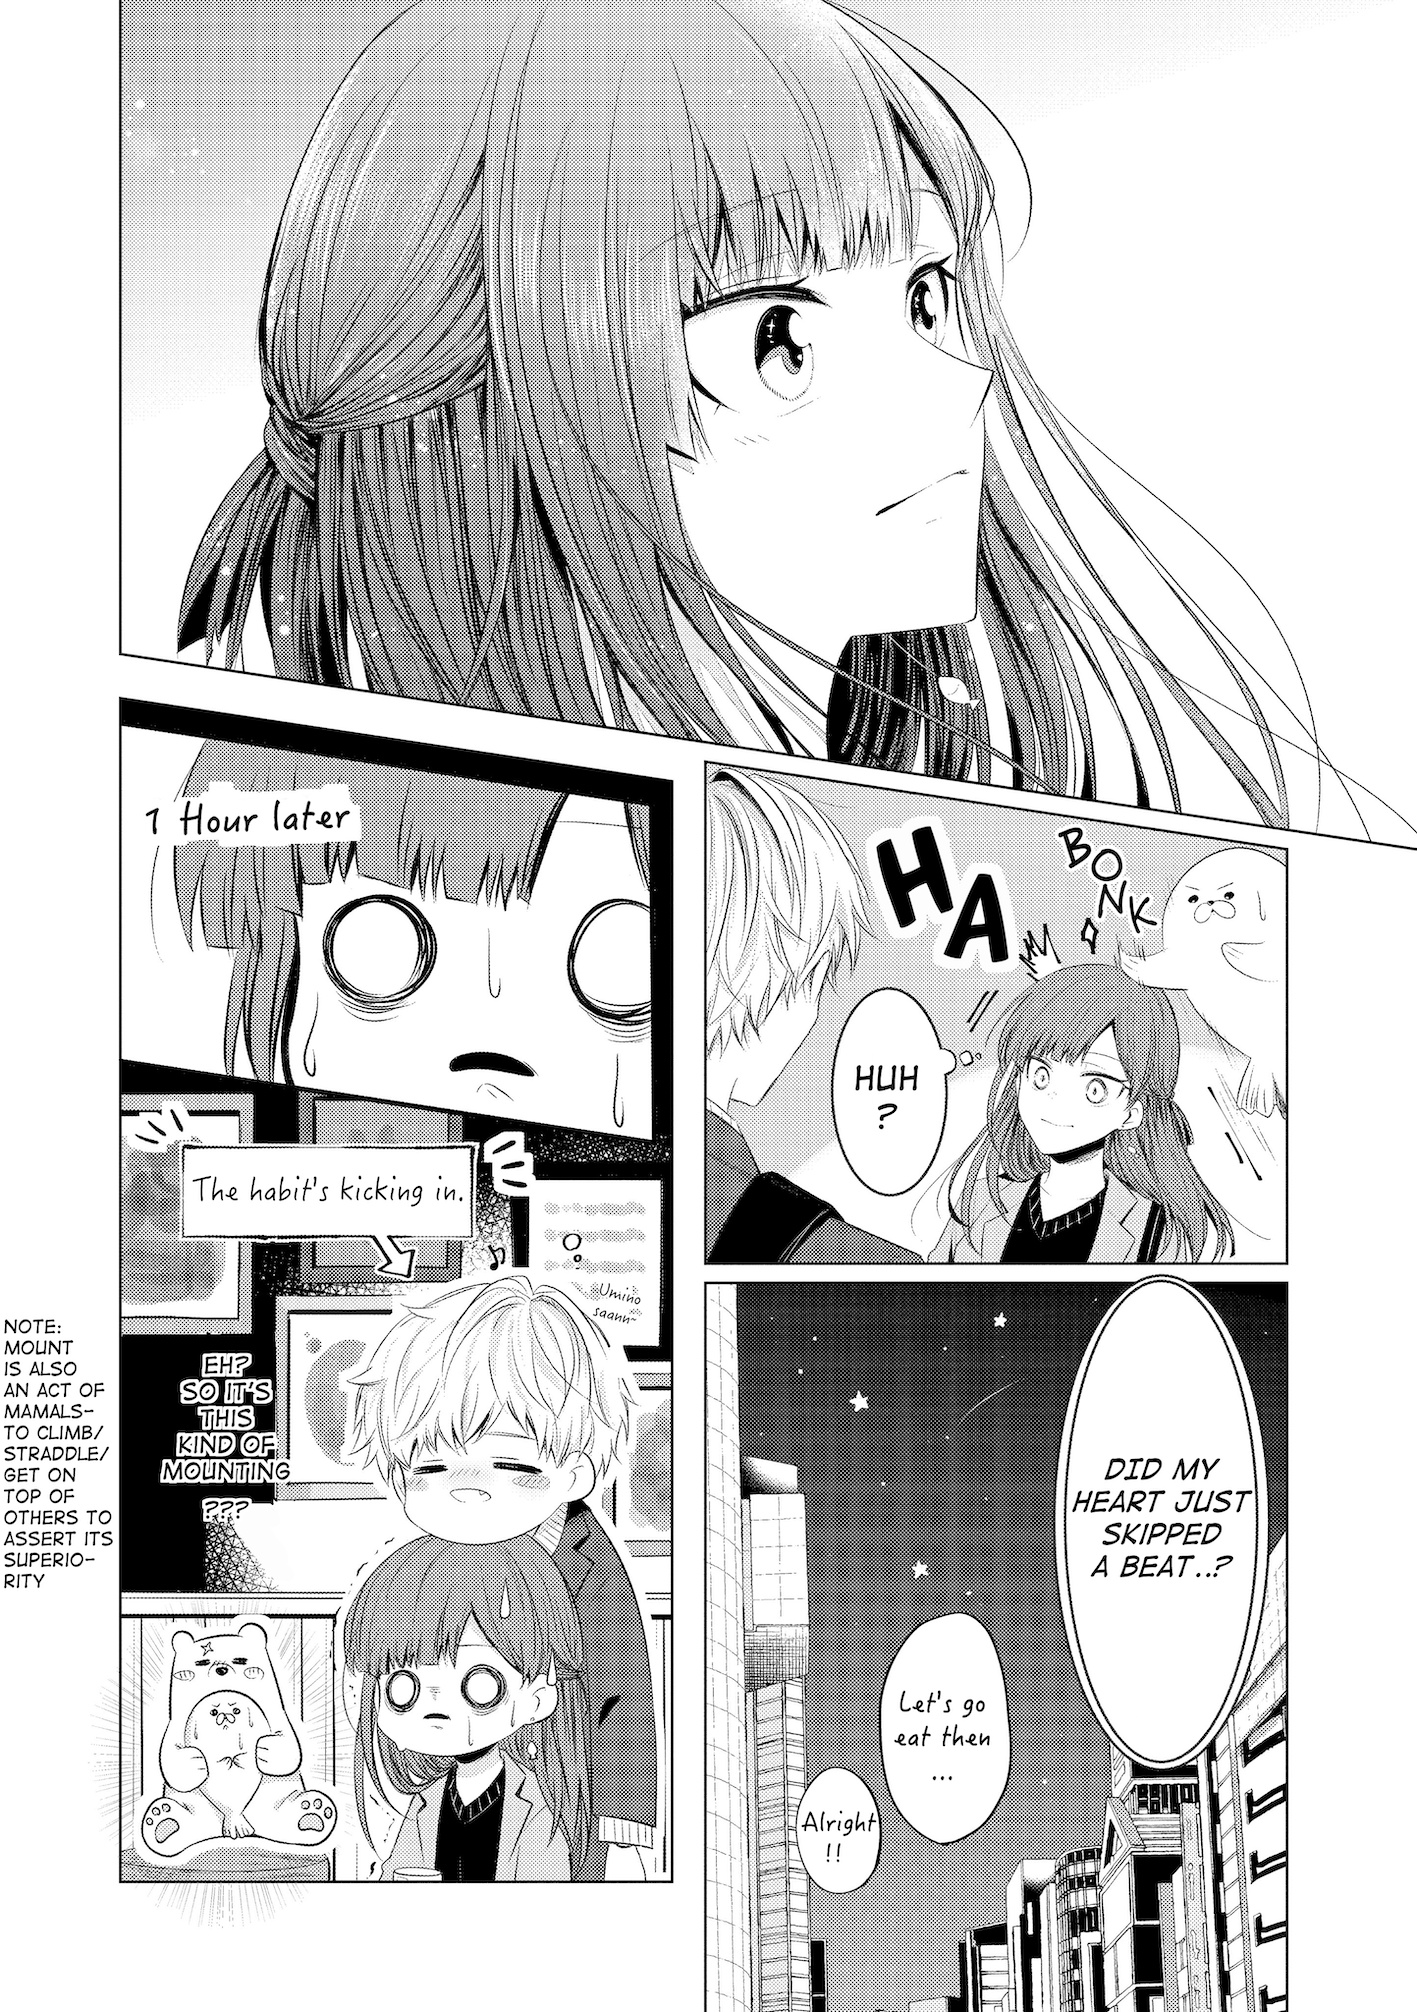 HA
BONK
HUH
?
DID MY
HEART JUST
SKIPPED
A BEAT..?
Let's go
eat then
...
Alright
!!
1 Hour later
The habit's kicking in.
Umino
saann~
EH?
SO IT'S
THIS
KIND OF
MOUNTING
???
NOTE:
MOUNT
IS ALSO
AN ACT OF
MAMALS-
TO CLIMB/
STRADDLE/
GET ON
TOP OF
OTHERS TO
ASSERT ITS
SUPERIO-
RITY